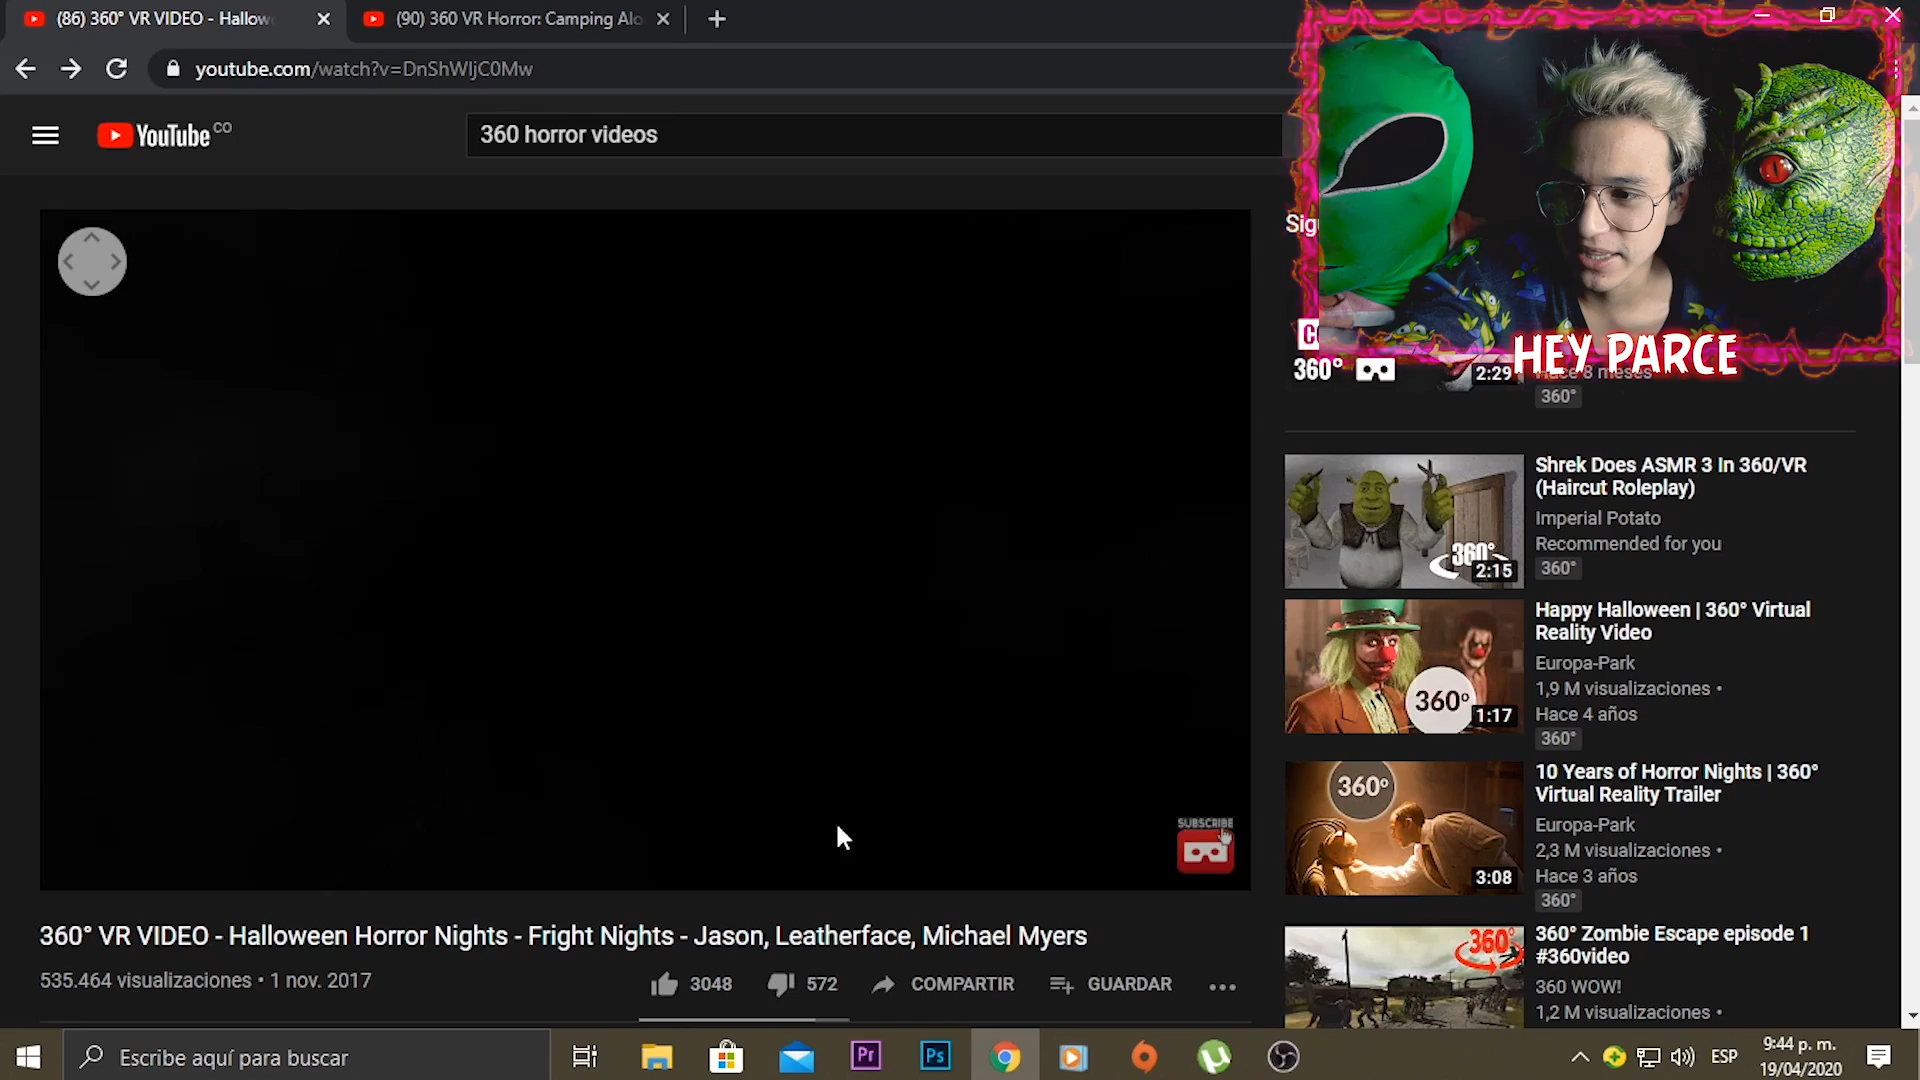 (86) 360° VR VIDEO - Hallow
(90) 360 VR Horror: Camping Alo
youtube.com/watch?v=DnShWIjC0Mw
YouTube CO
360 horror videos
Sig
HEY PARCE
360°
2:29
Hace 8 meses
360°
Shrek Does ASMR 3 In 360/VR
(Haircut Roleplay)
Imperial Potato
Recommended for you
360°
360°
2:15
Happy Halloween | 360° Virtual
Reality Video
Europa-Park
1,9 M visualizaciones •
Hace 4 años
360°
360°
1:17
10 Years of Horror Nights | 360°
Virtual Reality Trailer
Europa-Park
2,3 M visualizaciones •
Hace 3 años
360°
360°
3:08
360° Zombie Escape episode 1
#360video
360 WOW!
1,2 M visualizaciones •
360°
SUBSCRIBE
360° VR VIDEO - Halloween Horror Nights - Fright Nights - Jason, Leatherface, Michael Myers
535.464 visualizaciones • 1 nov. 2017
3048
572
COMPARTIR
GUARDAR
Escribe aquí para buscar
Pr
Ps
ESP
9:44 p. m.
19/04/2020